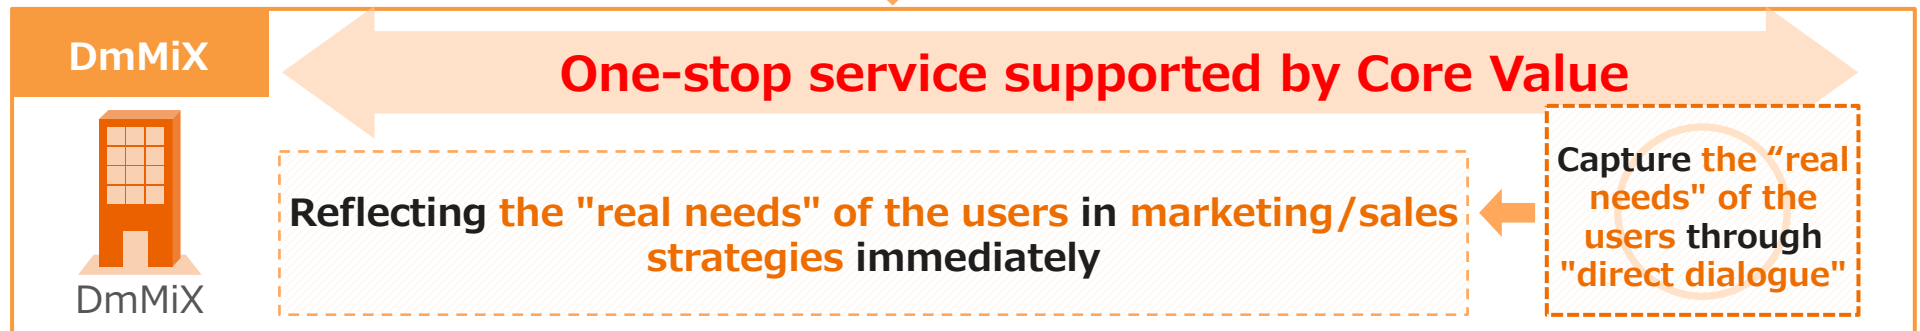 DmMiX
One-stop service supported by Core Value
DmMiX
Reflecting the "real needs" of the users in marketing/sales
strategies immediately
Capture the “real
needs" of the
users through
"direct dialogue"